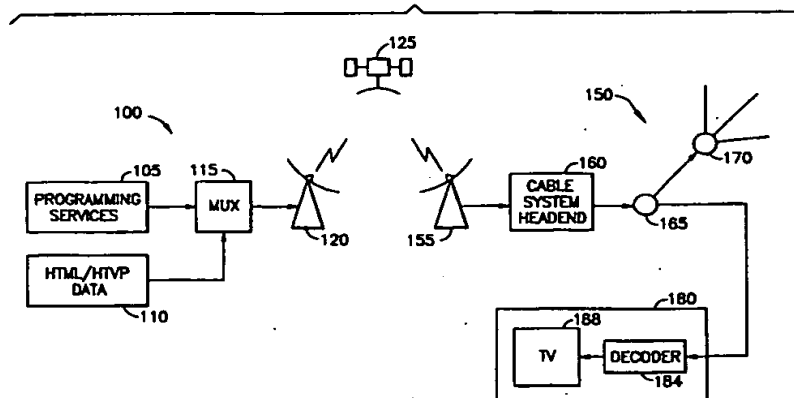 125
150
100
105
115
160
170
PROGRAMMING
SERVICES
MUX
CABLE
SYSTEM
HEADEND
120
155
165
HTML/HTVP
DATA
110
180
188
TV
DECODER
184